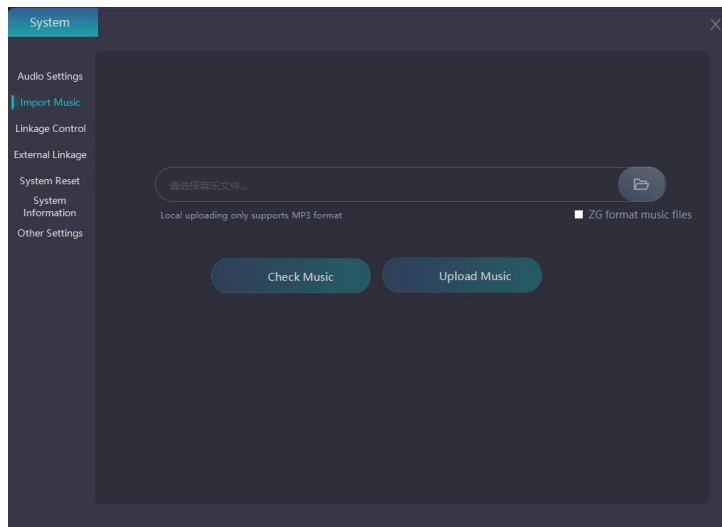 System
X
Audio Settings
Import Music
Linkage Control
External Linkage
System Reset
System
Information
Other Settings
请选择音乐文件...
Local uploading only supports MP3 format
ZG format music files
Check Music
Upload Music